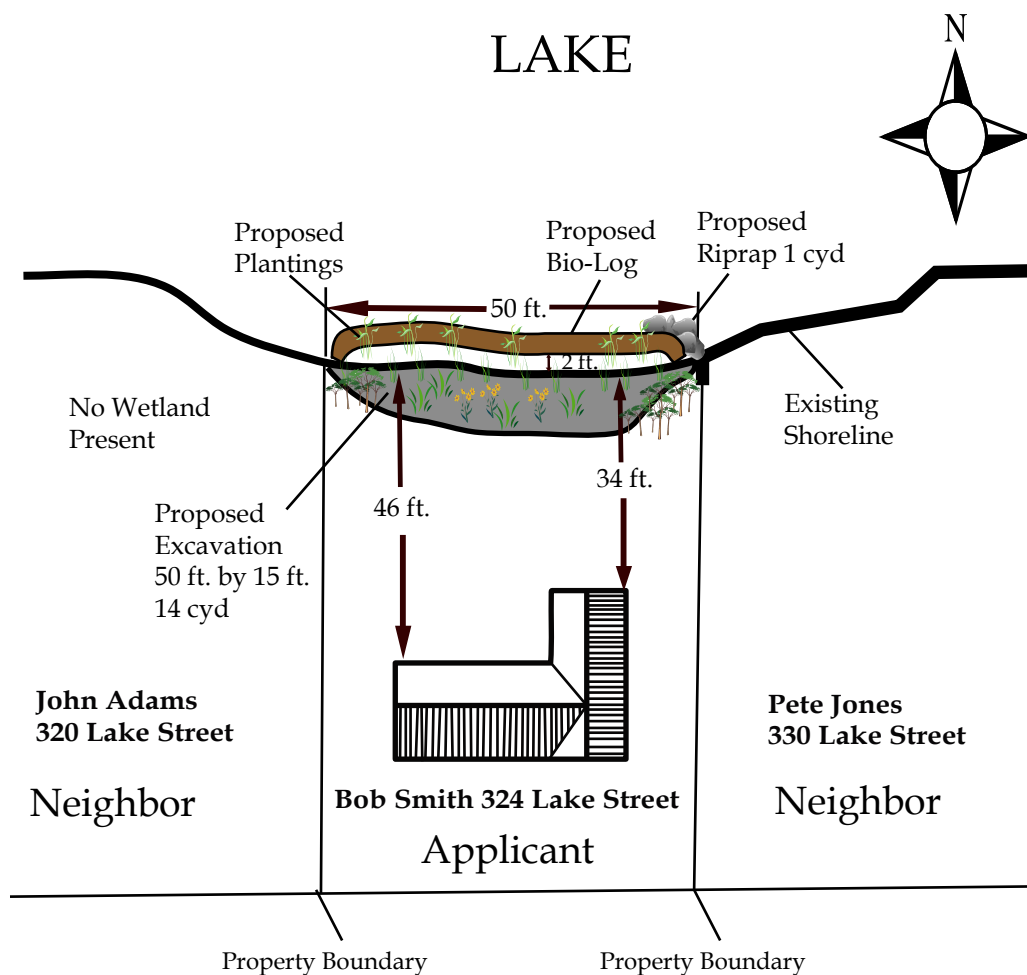 LAKE
N
Proposed
Plantings
Proposed
Bio-Log
Proposed
Riprap 1 cyd
50 ft.
2 ft.
No Wetland
Present
Existing
Shoreline
46 ft.
34 ft.
Proposed
Excavation
50 ft. by 15 ft.
14 cyd
John Adams
320 Lake Street
Neighbor
Bob Smith 324 Lake Street
Applicant
Pete Jones
330 Lake Street
Neighbor
Property Boundary
Property Boundary